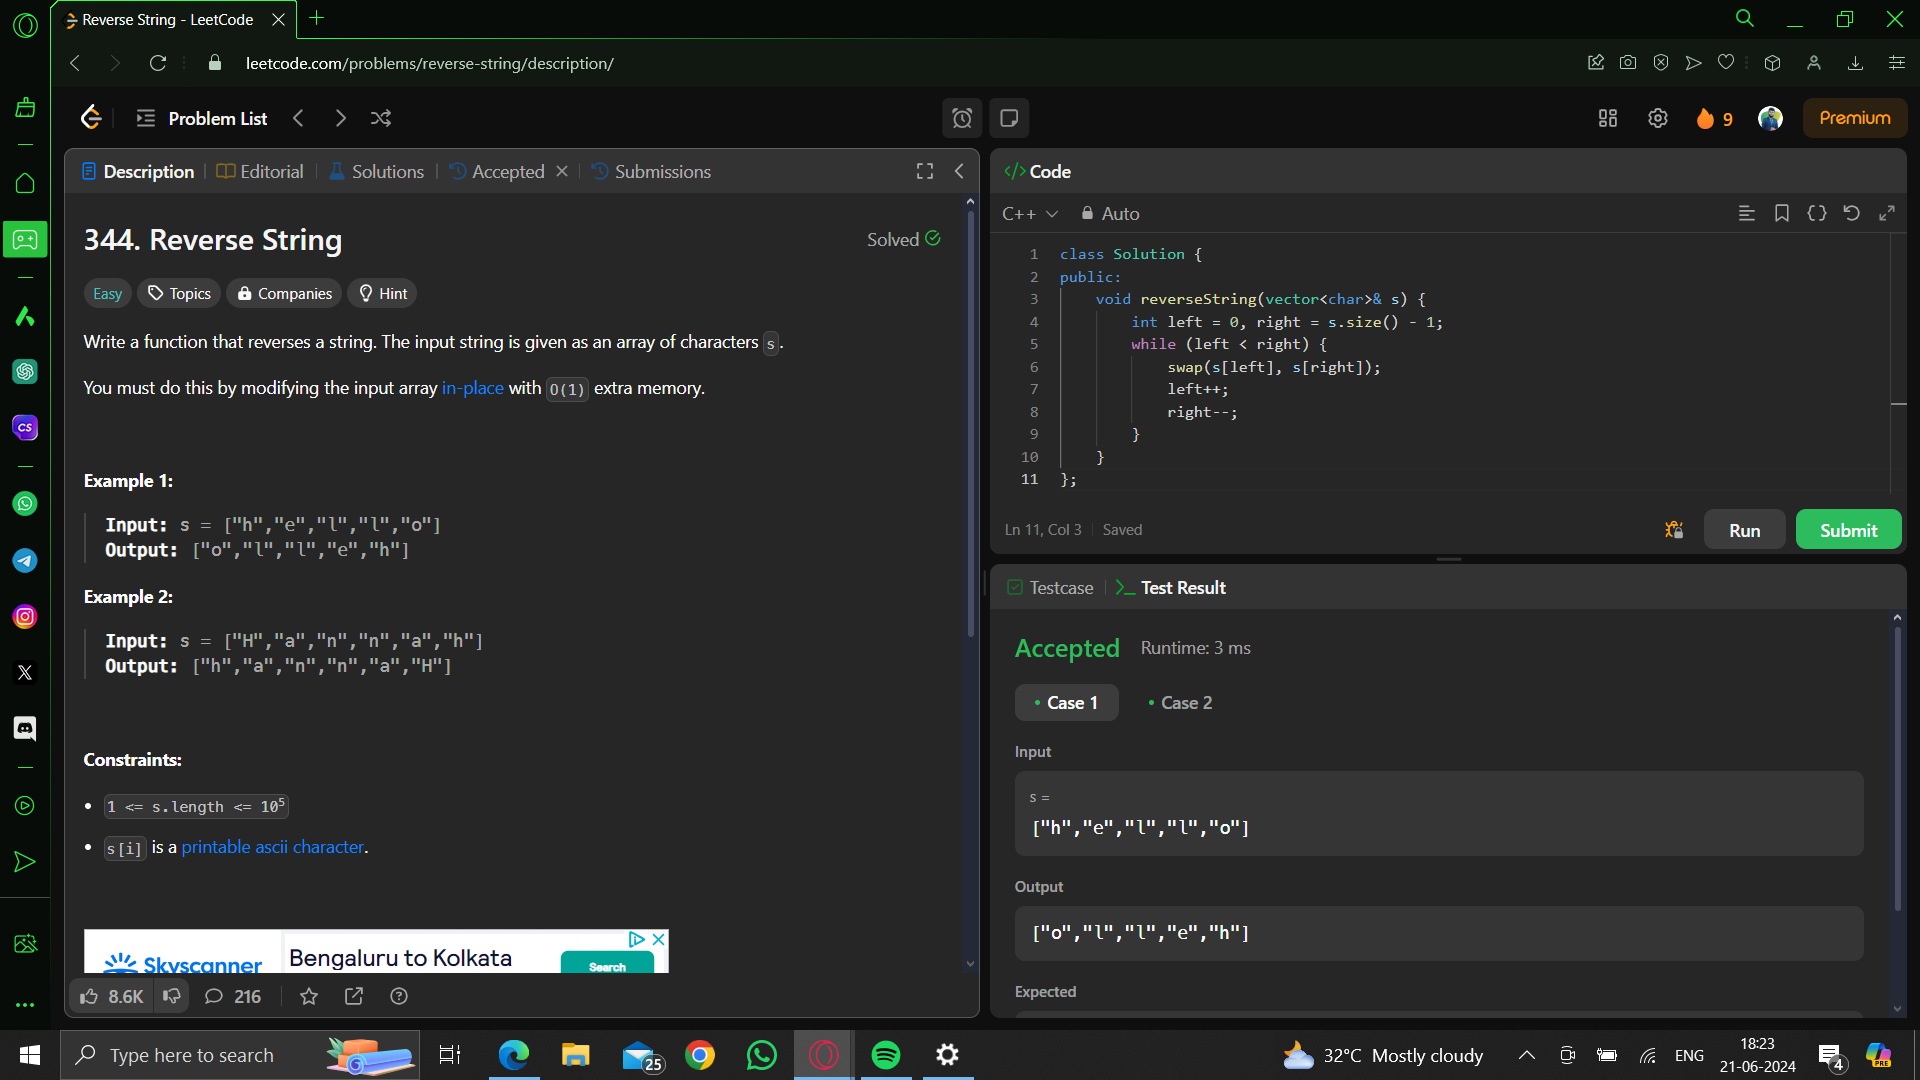 Reverse String - LeetCode
leetcode.com/problems/reverse-string/description/
Problem List
9
Premium
Description
Editorial
Solutions
Accepted
Submissions
344. Reverse String
Solved
Easy
Topics
Companies
Hint
Write a function that reverses a string. The input string is given as an array of characters s.
You must do this by modifying the input array in-place with O(1) extra memory.
Example 1:
Input: s = ["h","e","l","l","o"]
Output: ["o","l","l","e","h"]
Example 2:
Input: s = ["H","a","n","n","a","h"]
Output: ["h","a","n","n","a","H"]
Constraints:
• 1 <= s.length <= 10⁵
• s[i] is a printable ascii character.
Skyscanner
Bengaluru to Kolkata
Search
8.6K
216
</> Code
C++
Auto
1 class Solution {
2 public:
3 void reverseString(vector<char>& s) {
4 int left = 0, right = s.size() - 1;
5 while (left < right) {
6 swap(s[left], s[right]);
7 left++;
8 right--;
9 }
10 }
11 };
Ln 11, Col 3
Saved
Run
Submit
Testcase
Test Result
Accepted
Runtime: 3 ms
• Case 1
• Case 2
Input
s =
["h","e","l","l","o"]
Output
["o","l","l","e","h"]
Expected
CS
Type here to search
25
32°C Mostly cloudy
ENG
18:23
21-06-2024
4
PRE